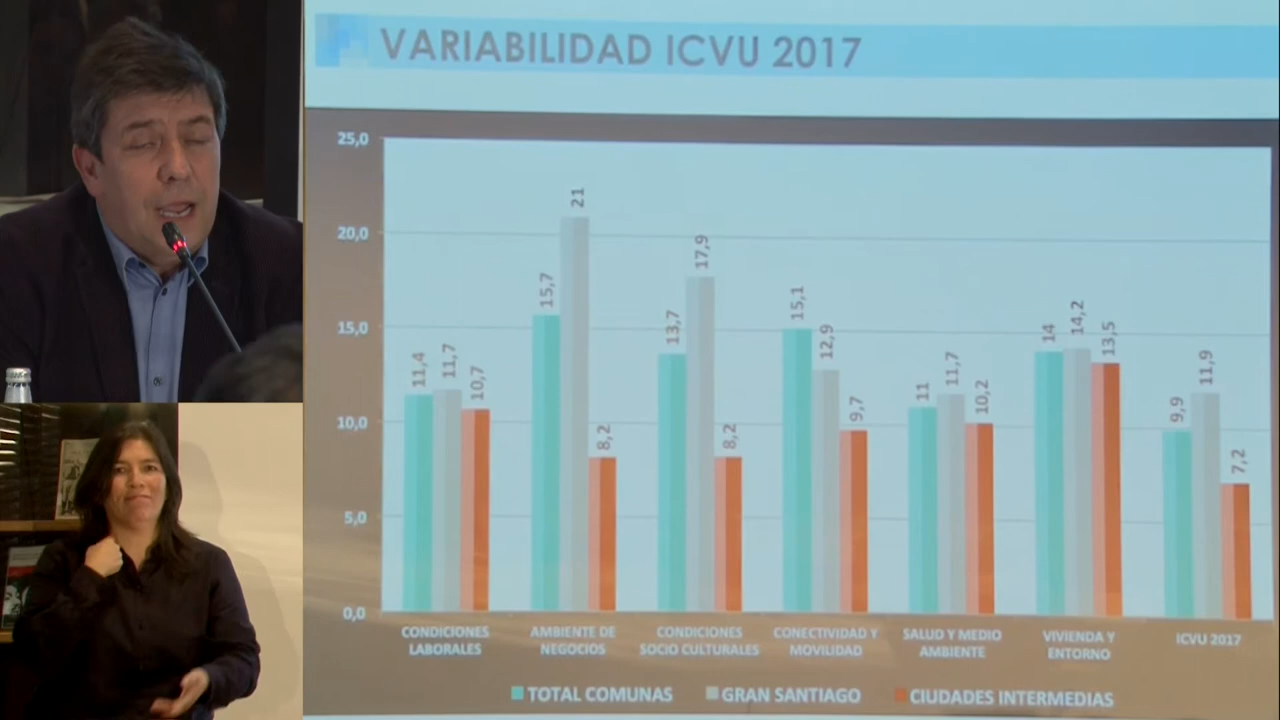 VARIABILIDAD ICVU 2017
25,0
20,0
15,0
10,0
5,0
0,0
11,4
11,7
10,7
15,7
21
8,2
13,7
17,9
8,2
15,1
12,9
9,7
11
11,7
10,2
14
14,2
13,5
9,9
11,9
7,2
CONDICIONES
LABORALES
AMBIENTE DE
NEGOCIOS
CONDICIONES
SOCIO CULTURALES
CONECTIVIDAD Y
MOVILIDAD
SALUD Y MEDIO
AMBIENTE
VIVIENDA Y
ENTORNO
ICVU 2017
TOTAL COMUNAS
GRAN SANTIAGO
CIUDADES INTERMEDIAS